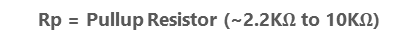 Rp = Pullup Resistor (~2.2KΩ to 10KΩ)